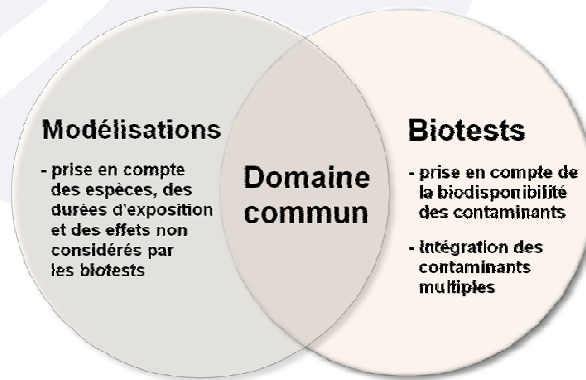 Modélisations
- prise en compte
des espèces, des
durées d'exposition
et des effets non
considérés par
les biotests
Domaine
commun
Biotests
- prise en compte de
la biodisponibilité
des contaminants
- intégration des
contaminants
multiples